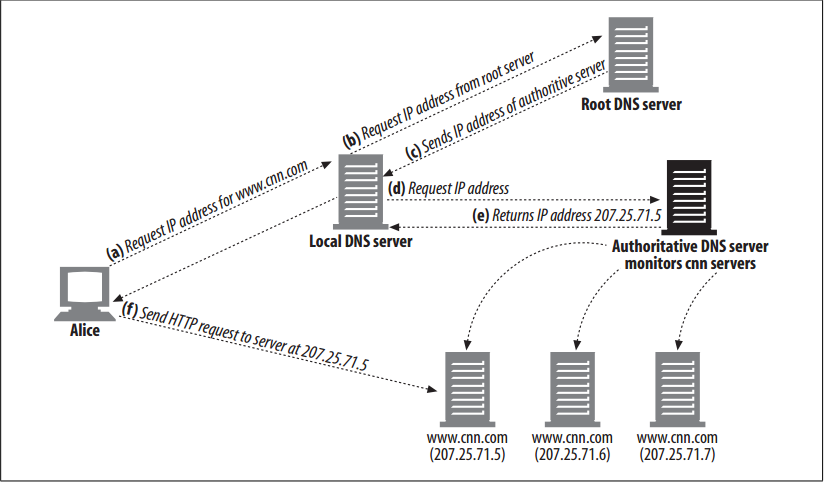 Root DNS server
(b) Request IP address from root server
(c) Sends IP address of authoritive server
(a) Request IP address for www.cnn.com
(d) Request IP address
(e) Returns IP address 207.25.71.5
Local DNS server
Authoritative DNS server
monitors cnn servers
Alice
(f) Send HTTP request to server at 207.25.71.5
www.cnn.com
(207.25.71.5)
www.cnn.com
(207.25.71.6)
www.cnn.com
(207.25.71.7)